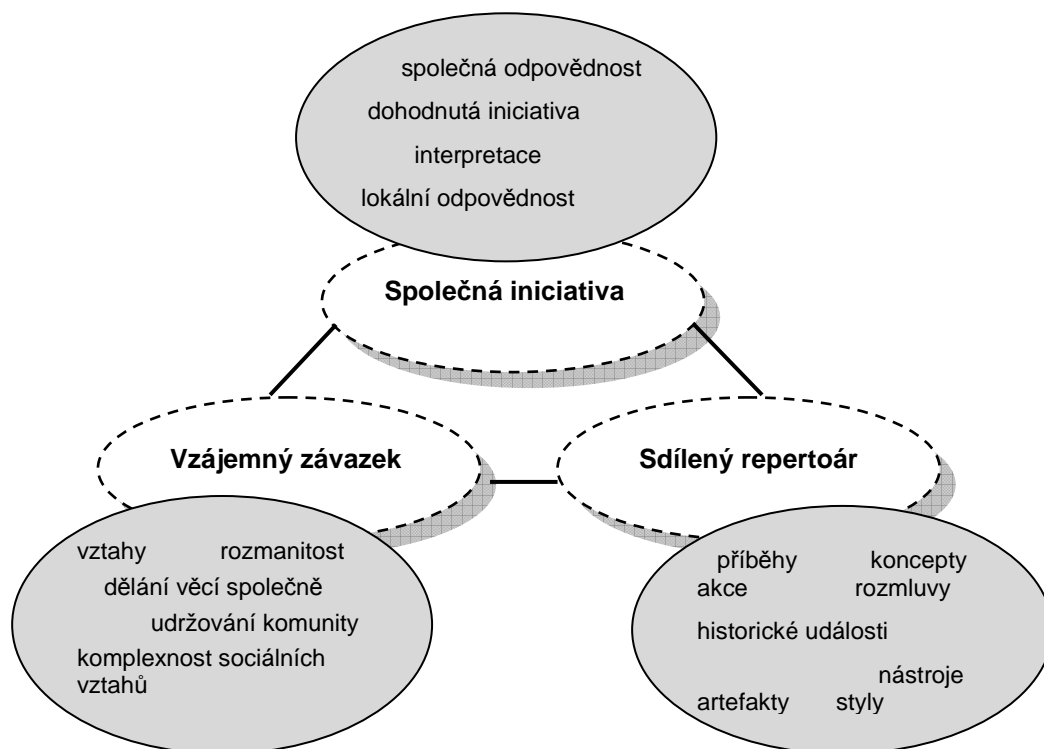 společná odpovědnost
dohodnutá iniciativa
interpretace
lokální odpovědnost
Společná iniciativa
Vzájemný závazek
Sdílený repertoár
vztahy rozmanitost
dělání věcí společně
udržování komunity
komplexnost sociálních
vztahů
příběhy koncepty
akce rozmluvy
historické události
nástroje
artefakty styly